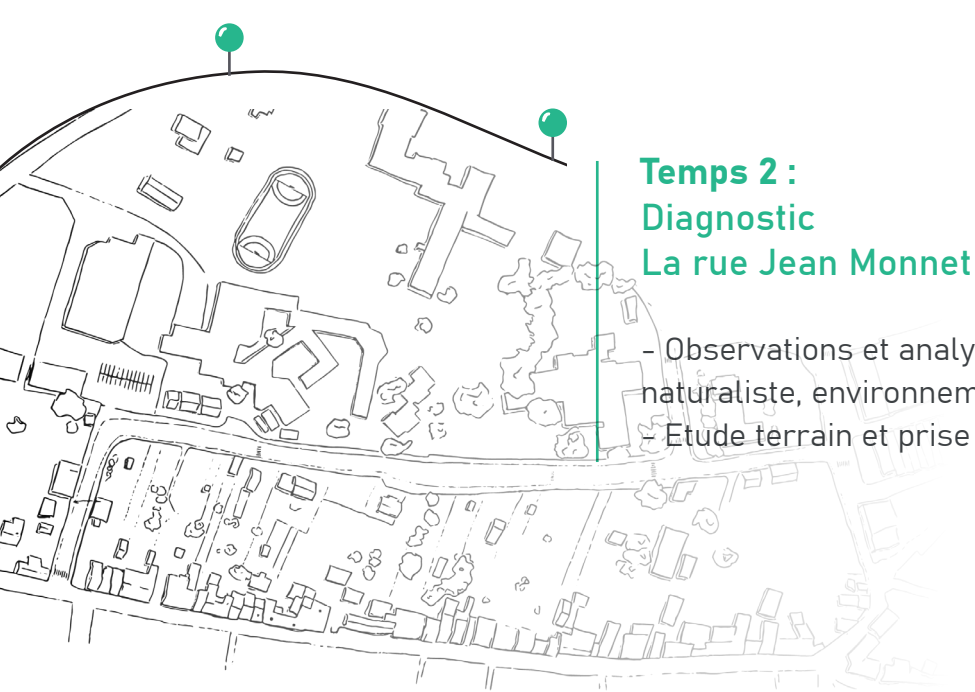 Temps 2 :
Diagnostic
La rue Jean Monnet
- Observations et analy
naturaliste, environnem
- Etude terrain et prise